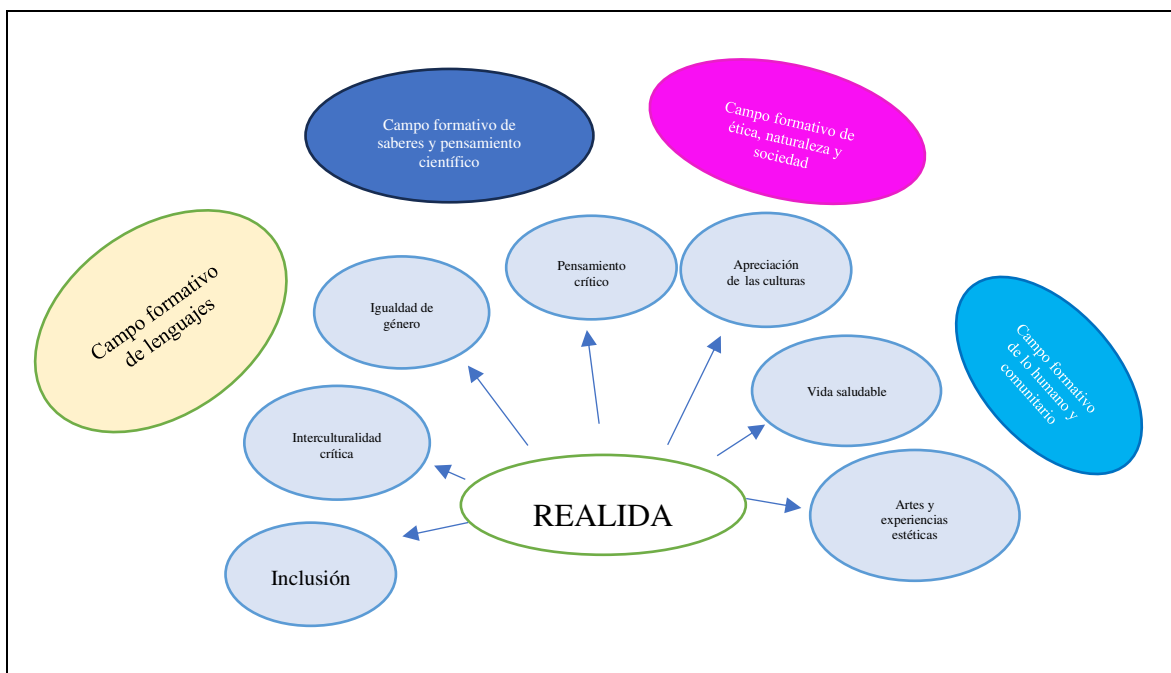 Campo formativo de
saberes y pensamiento
científico
Campo formativo de
ética, naturaleza y
sociedad
Campo formativo
de lenguajes
Igualdad de
género
Pensamiento
crítico
Apreciación
de las culturas
Campo formativo
de lo humano y
comunitario
Vida saludable
Interculturalidad
crítica
REALIDA
Artes y
experiencias
estéticas
Inclusión